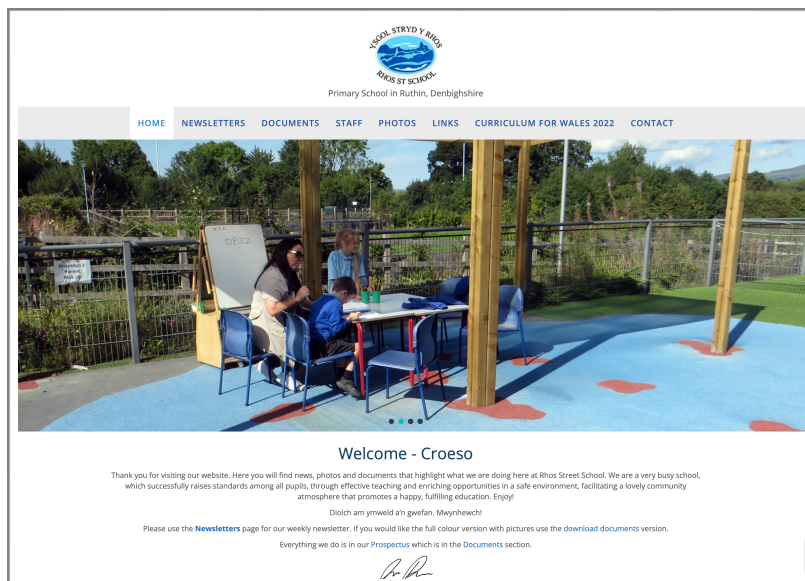 YSGOL STRYD Y RHOS
RHOS ST SCHOOL
Primary School in Ruthin, Denbighshire
HOME NEWSLETTERS DOCUMENTS STAFF PHOTOS LINKS CURRICULUM FOR WALES 2022 CONTACT
Parent
Pick Up
Welcome - Croeso
Thank you for visiting our website. Here you will find news, photos and documents that highlight what we are doing here at Rhos Street School. We are a very busy school,
which successfully raises standards among all pupils, through effective teaching and enriching opportunities in a safe environment, facilitating a lovely community
atmosphere that promotes a happy, fulfilling education. Enjoy!
Diolch am ymweld a'n gwefan. Mwynhewch!
Please use the Newsletters page for our weekly newsletter. If you would like the full colour version with pictures use the download documents version.
Everything we do is in our Prospectus which is in the Documents section.